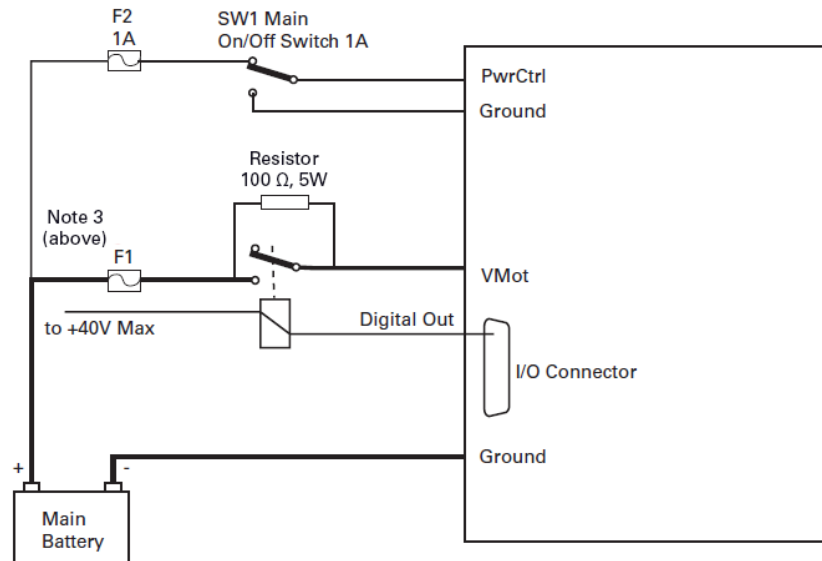 F2
1A
SW1 Main
On/Off Switch 1A
PwrCtrl
Ground
Resistor
100 Ω, 5W
Note 3
(above)
F1
VMot
to +40V Max
Digital Out
I/O Connector
Ground
+
-
Main
Battery